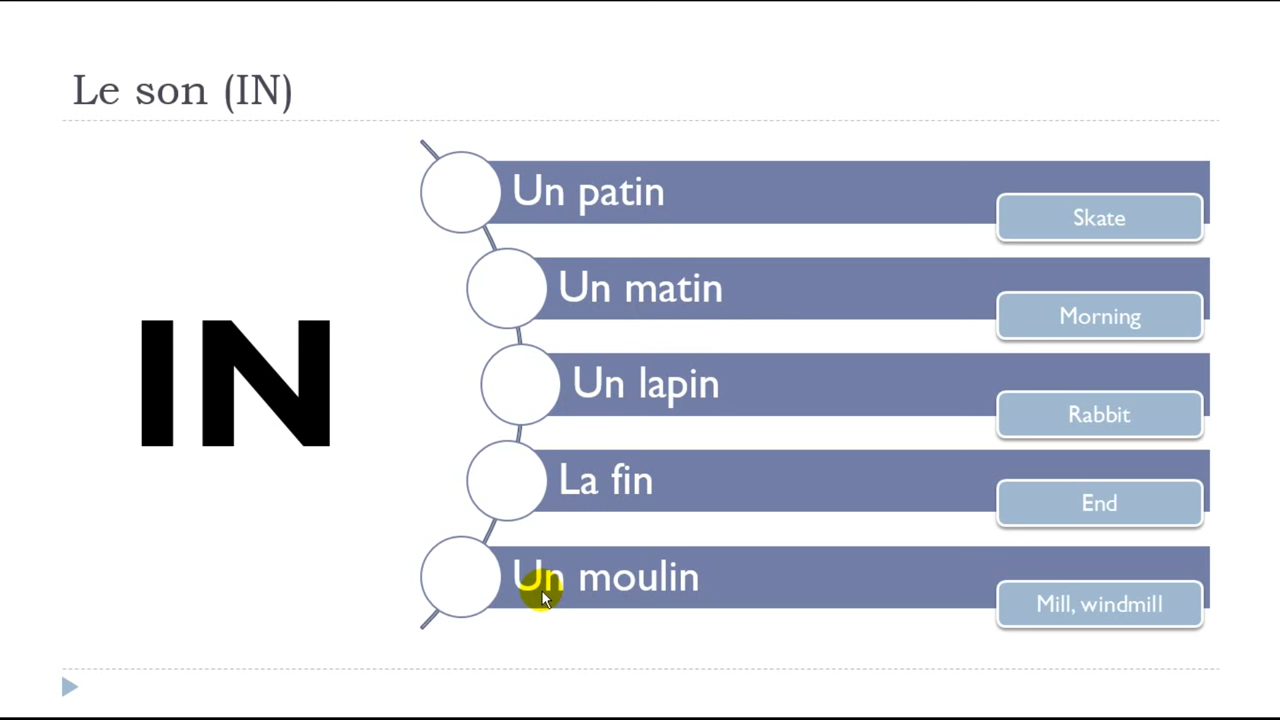 Le son (IN)
IN
Un patin
Skate
Un matin
Morning
Un lapin
Rabbit
La fin
End
Un moulin
Mill, windmill